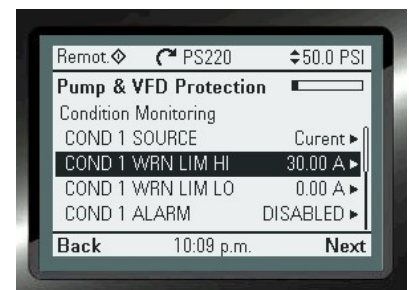 Remot. PS220 50.0 PSI
Pump & VFD Protection
Condition Monitoring
COND 1 SOURCE Curent
COND 1 WRN LIM HI 30.00 A
COND 1 WRN LIM LO 0.00 A
COND 1 ALARM DISABLED
Back 10:09 p.m. Next